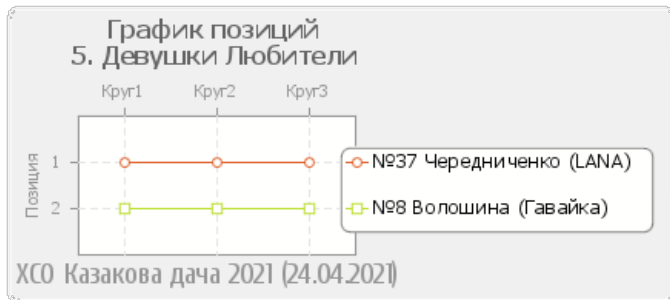 График позиций
5. Девушки Любители
Круг1 Круг2 Круг3
Позиция
1
2
№37 Чередниченко (LANA)
№8 Волошина (Гавайка)
XCO Казакова дача 2021 (24.04.2021)